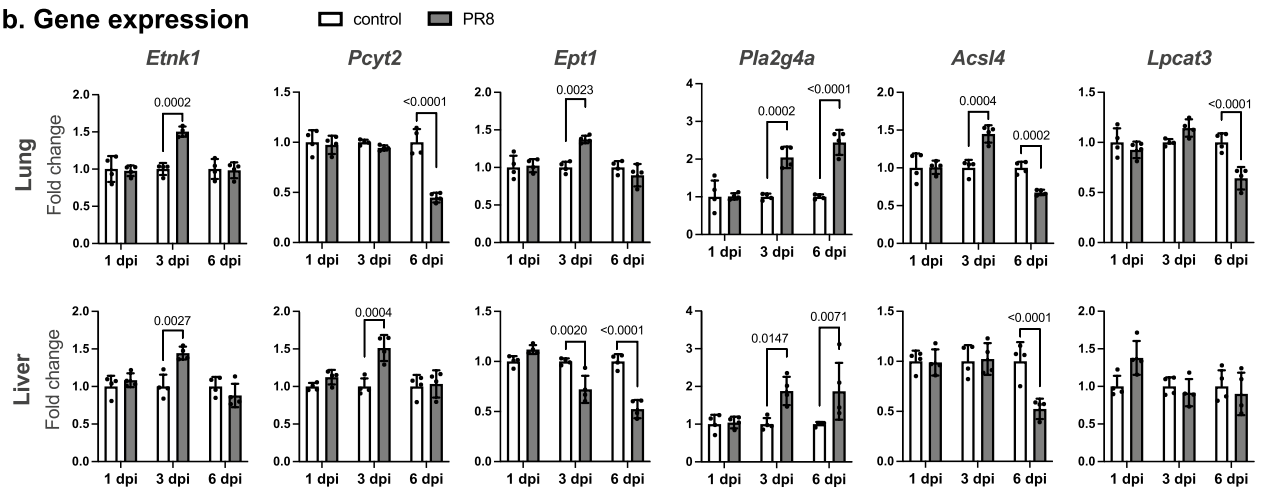 b. Gene expression
control PR8
Etnk1 Pcyt2 Ept1 Pla2g4a Acsl4 Lpcat3
Lung
Fold change
2.0 1.5 1.0 0.5 0.0
0.0002
1 dpi 3 dpi 6 dpi
1.5 1.0 0.5 0.0
<0.0001
1 dpi 3 dpi 6 dpi
2.0 1.5 1.0 0.5 0.0
0.0023
1 dpi 3 dpi 6 dpi
4 3 2 1 0
0.0002 <0.0001
1 dpi 3 dpi 6 dpi
2.0 1.5 1.0 0.5 0.0
0.0004 0.0002
1 dpi 3 dpi 6 dpi
1.5 1.0 0.5 0.0
<0.0001
1 dpi 3 dpi 6 dpi
Liver
Fold change
2.0 1.5 1.0 0.5 0.0
0.0027
1 dpi 3 dpi 6 dpi
2.0 1.5 1.0 0.5 0.0
0.0004
1 dpi 3 dpi 6 dpi
1.5 1.0 0.5 0.0
0.0020 <0.0001
1 dpi 3 dpi 6 dpi
4 3 2 1 0
0.0147 0.0071
1 dpi 3 dpi 6 dpi
1.5 1.0 0.5 0.0
<0.0001
1 dpi 3 dpi 6 dpi
2.0 1.5 1.0 0.5 0.0
1 dpi 3 dpi 6 dpi